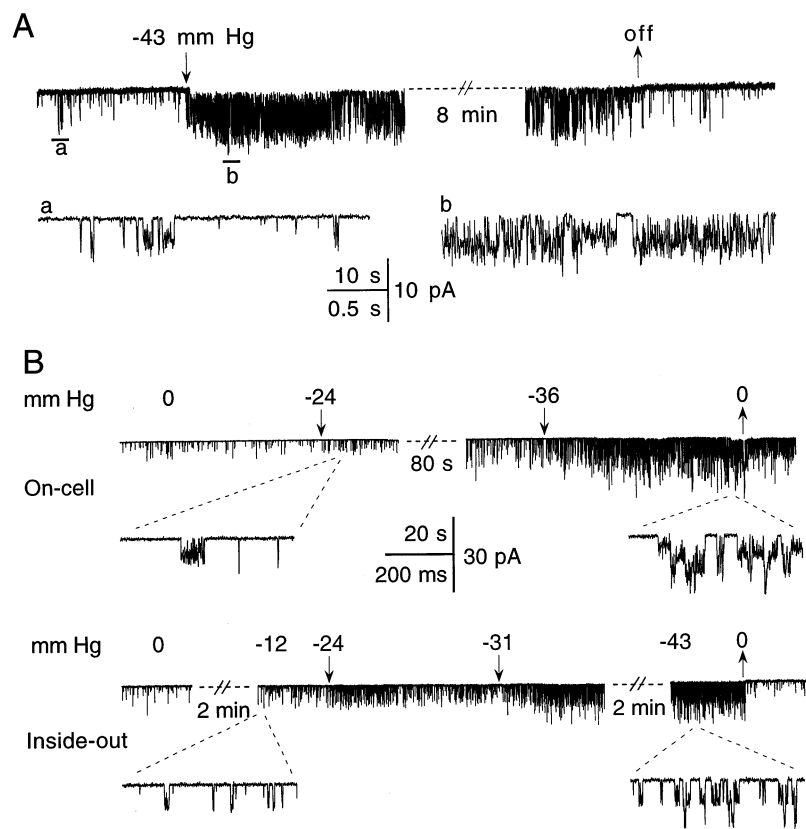 A
-43 mm Hg
off
8 min
a
b
a
b
10 s
0.5 s
10 pA
B
mm Hg 0 -24 -36 0
80 s
On-cell
20 s
200 ms
30 pA
mm Hg 0 -12 -24 -31 -43 0
2 min 2 min
Inside-out